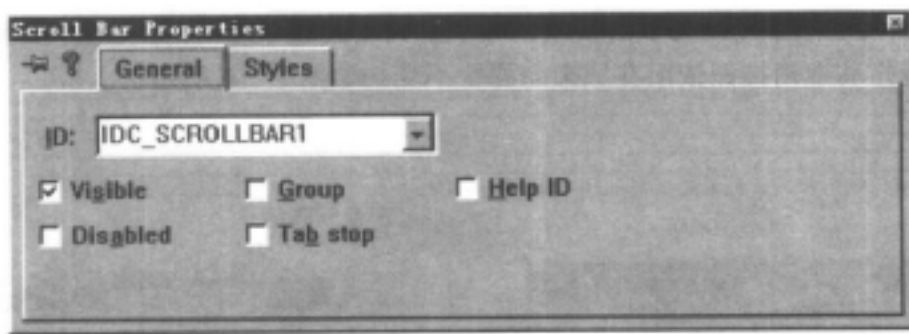 Scroll Bar Properties
General Styles
ID: IDC_SCROLLBAR1
Visible Group Help ID
Disabled Tab stop